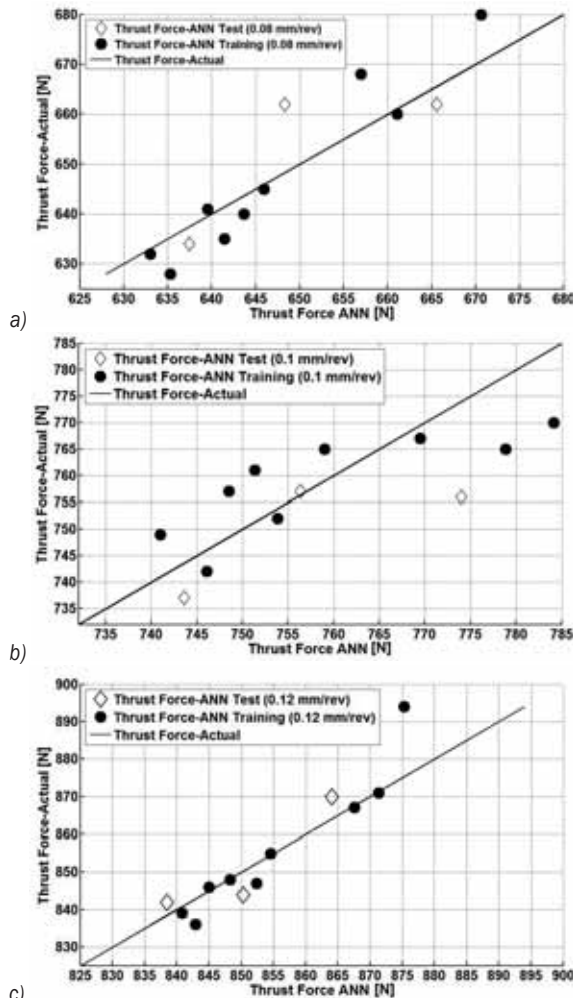 680
670
660
650
640
630
Thrust Force-Actual [N]
Thrust Force-ANN Test (0.08 mm/rev)
Thrust Force-ANN Training (0.08 mm/rev)
Thrust Force-Actual
625 630 635 640 645 650 655 660 665 670 675 680
Thrust Force ANN [N]
a)
785
780
775
770
765
760
755
750
745
740
735
Thrust Force-Actual [N]
Thrust Force-ANN Test (0.1 mm/rev)
Thrust Force-ANN Training (0.1 mm/rev)
Thrust Force-Actual
735 740 745 750 755 760 765 770 775 780 785
Thrust Force ANN [N]
b)
900
890
880
870
860
850
840
830
Thrust Force-Actual [N]
Thrust Force-ANN Test (0.12 mm/rev)
Thrust Force-ANN Training (0.12 mm/rev)
Thrust Force-Actual
825 830 835 840 845 850 855 860 865 870 875 880 885 890 895 900
Thrust Force ANN [N]
c)